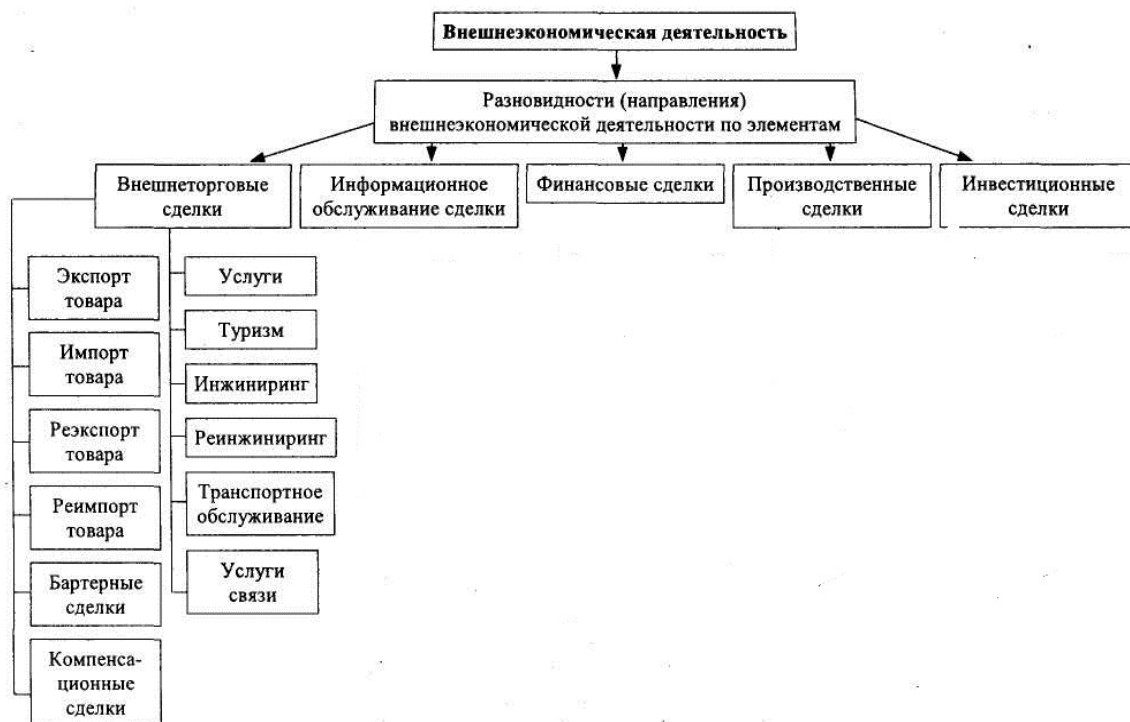 Внешнеэкономическая деятельность
Разновидности (направления)
внешнеэкономической деятельности по элементам
Внешнеторговые
сделки
Информационное
обслуживание сделки
Финансовые сделки
Производственные
сделки
Инвестиционные
сделки
Экспорт
товара
Импорт
товара
Реэкспорт
товара
Реимпорт
товара
Бартерные
сделки
Компенса-
ционные
сделки
Услуги
Туризм
Инжиниринг
Реинжиниринг
Транспортное
обслуживание
Услуги
связи